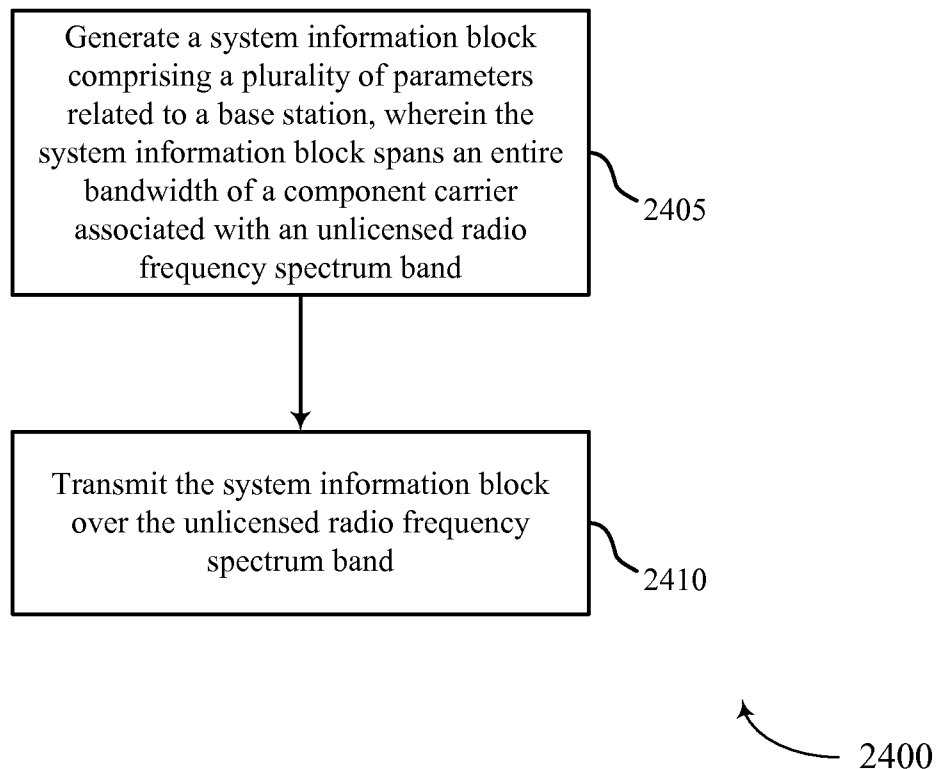 Generate a system information block
comprising a plurality of parameters
related to a base station, wherein the
system information block spans an entire
bandwidth of a component carrier
associated with an unlicensed radio
frequency spectrum band
2405
Transmit the system information block
over the unlicensed radio frequency
spectrum band
2410
2400